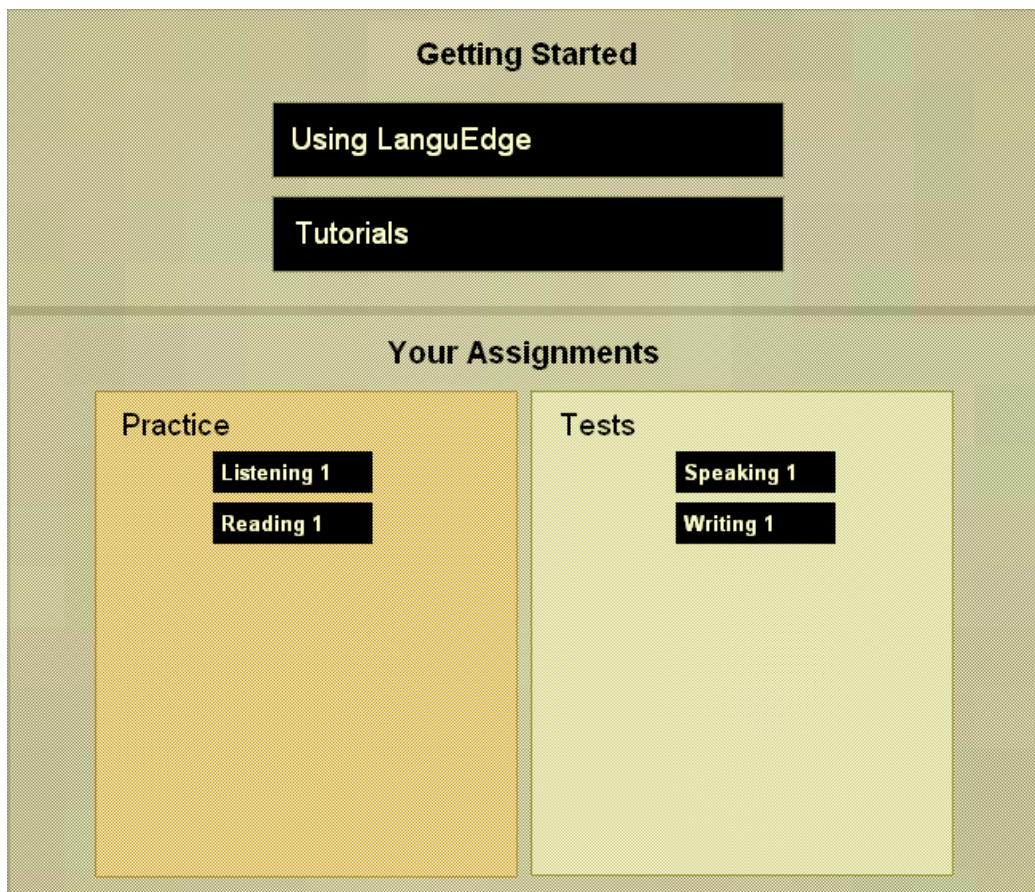 Getting Started
Using LanguEdge
Tutorials
Your Assignments
Practice
Listening 1
Reading 1
Tests
Speaking 1
Writing 1